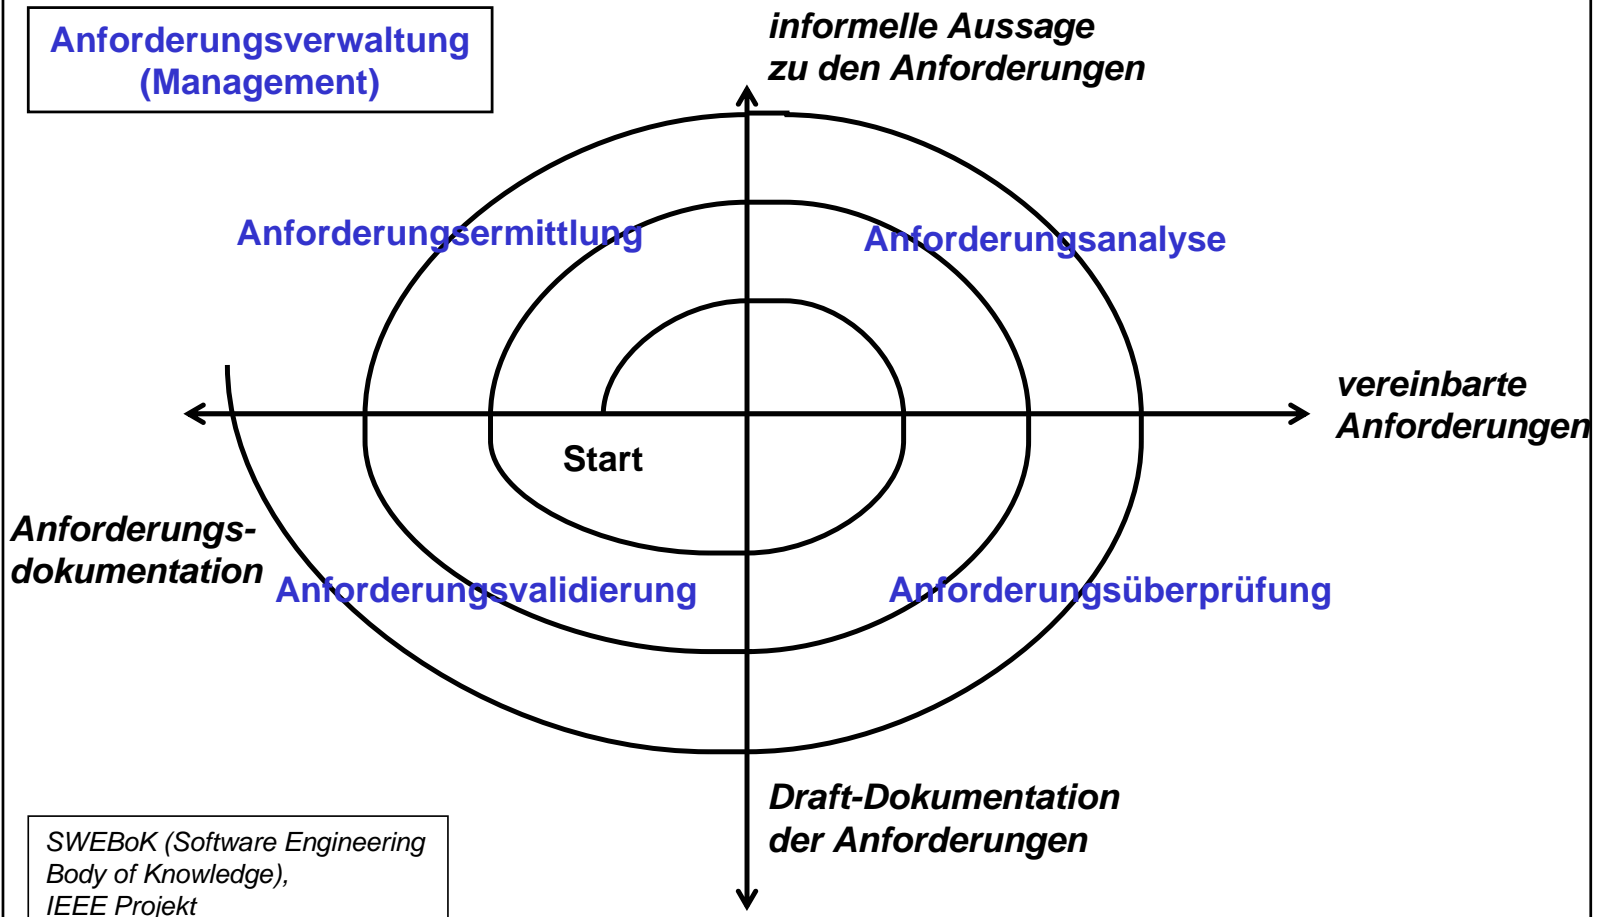 Anforderungsverwaltung
(Management)
informelle Aussage
zu den Anforderungen
Anforderungsermittlung
Anforderungsanalyse
vereinbarte
Anforderungen
Start
Anforderungs-
dokumentation
Anforderungsvalidierung
Anforderungsüberprüfung
Draft-Dokumentation
der Anforderungen
SWEBoK (Software Engineering
Body of Knowledge),
IEEE Projekt